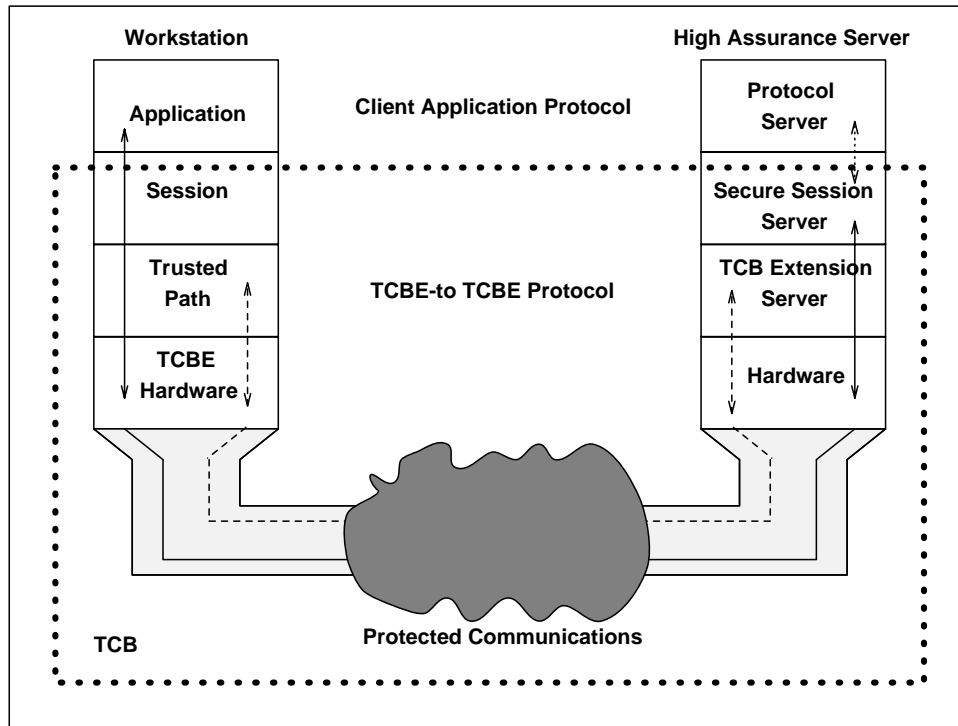 Workstation
High Assurance Server
Application
Client Application Protocol
Protocol
Server
Session
Secure Session
Server
Trusted
Path
TCBE-to TCBE Protocol
TCB Extension
Server
TCBE
Hardware
Hardware
Protected Communications
TCB